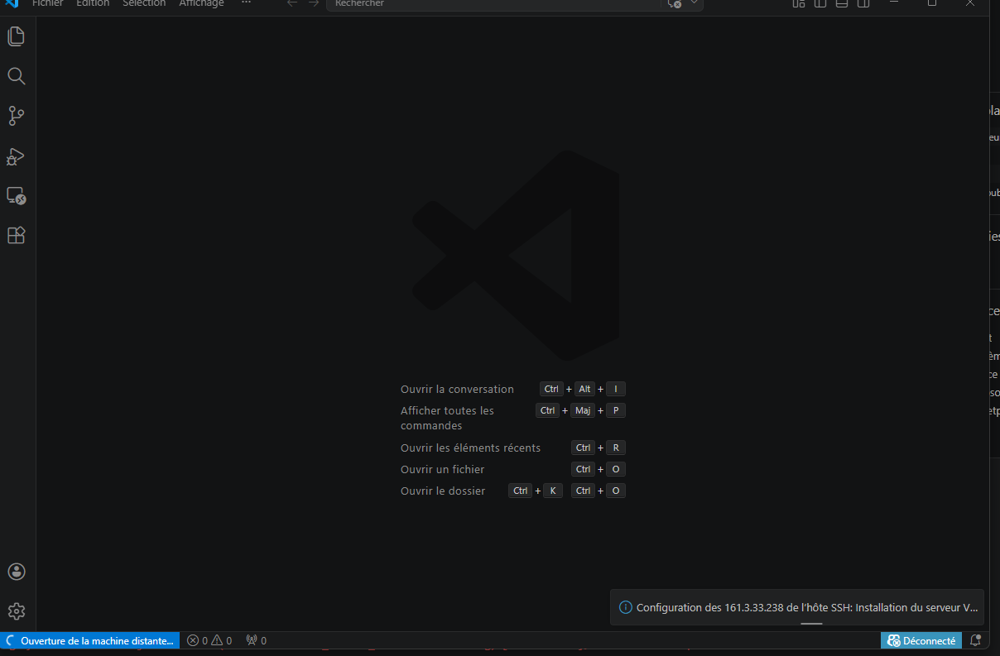 Fichier Edition Sélection Affichage ···
Rechercher
Ouvrir la conversation Ctrl + Alt + I
Afficher toutes les commandes Ctrl + Maj + P
Ouvrir les éléments récents Ctrl + R
Ouvrir un fichier Ctrl + O
Ouvrir le dossier Ctrl + K Ctrl + O
Configuration des 161.3.33.238 de l'hôte SSH: Installation du serveur V...
Ouverture de la machine distante... 0 0 0 Déconnecté